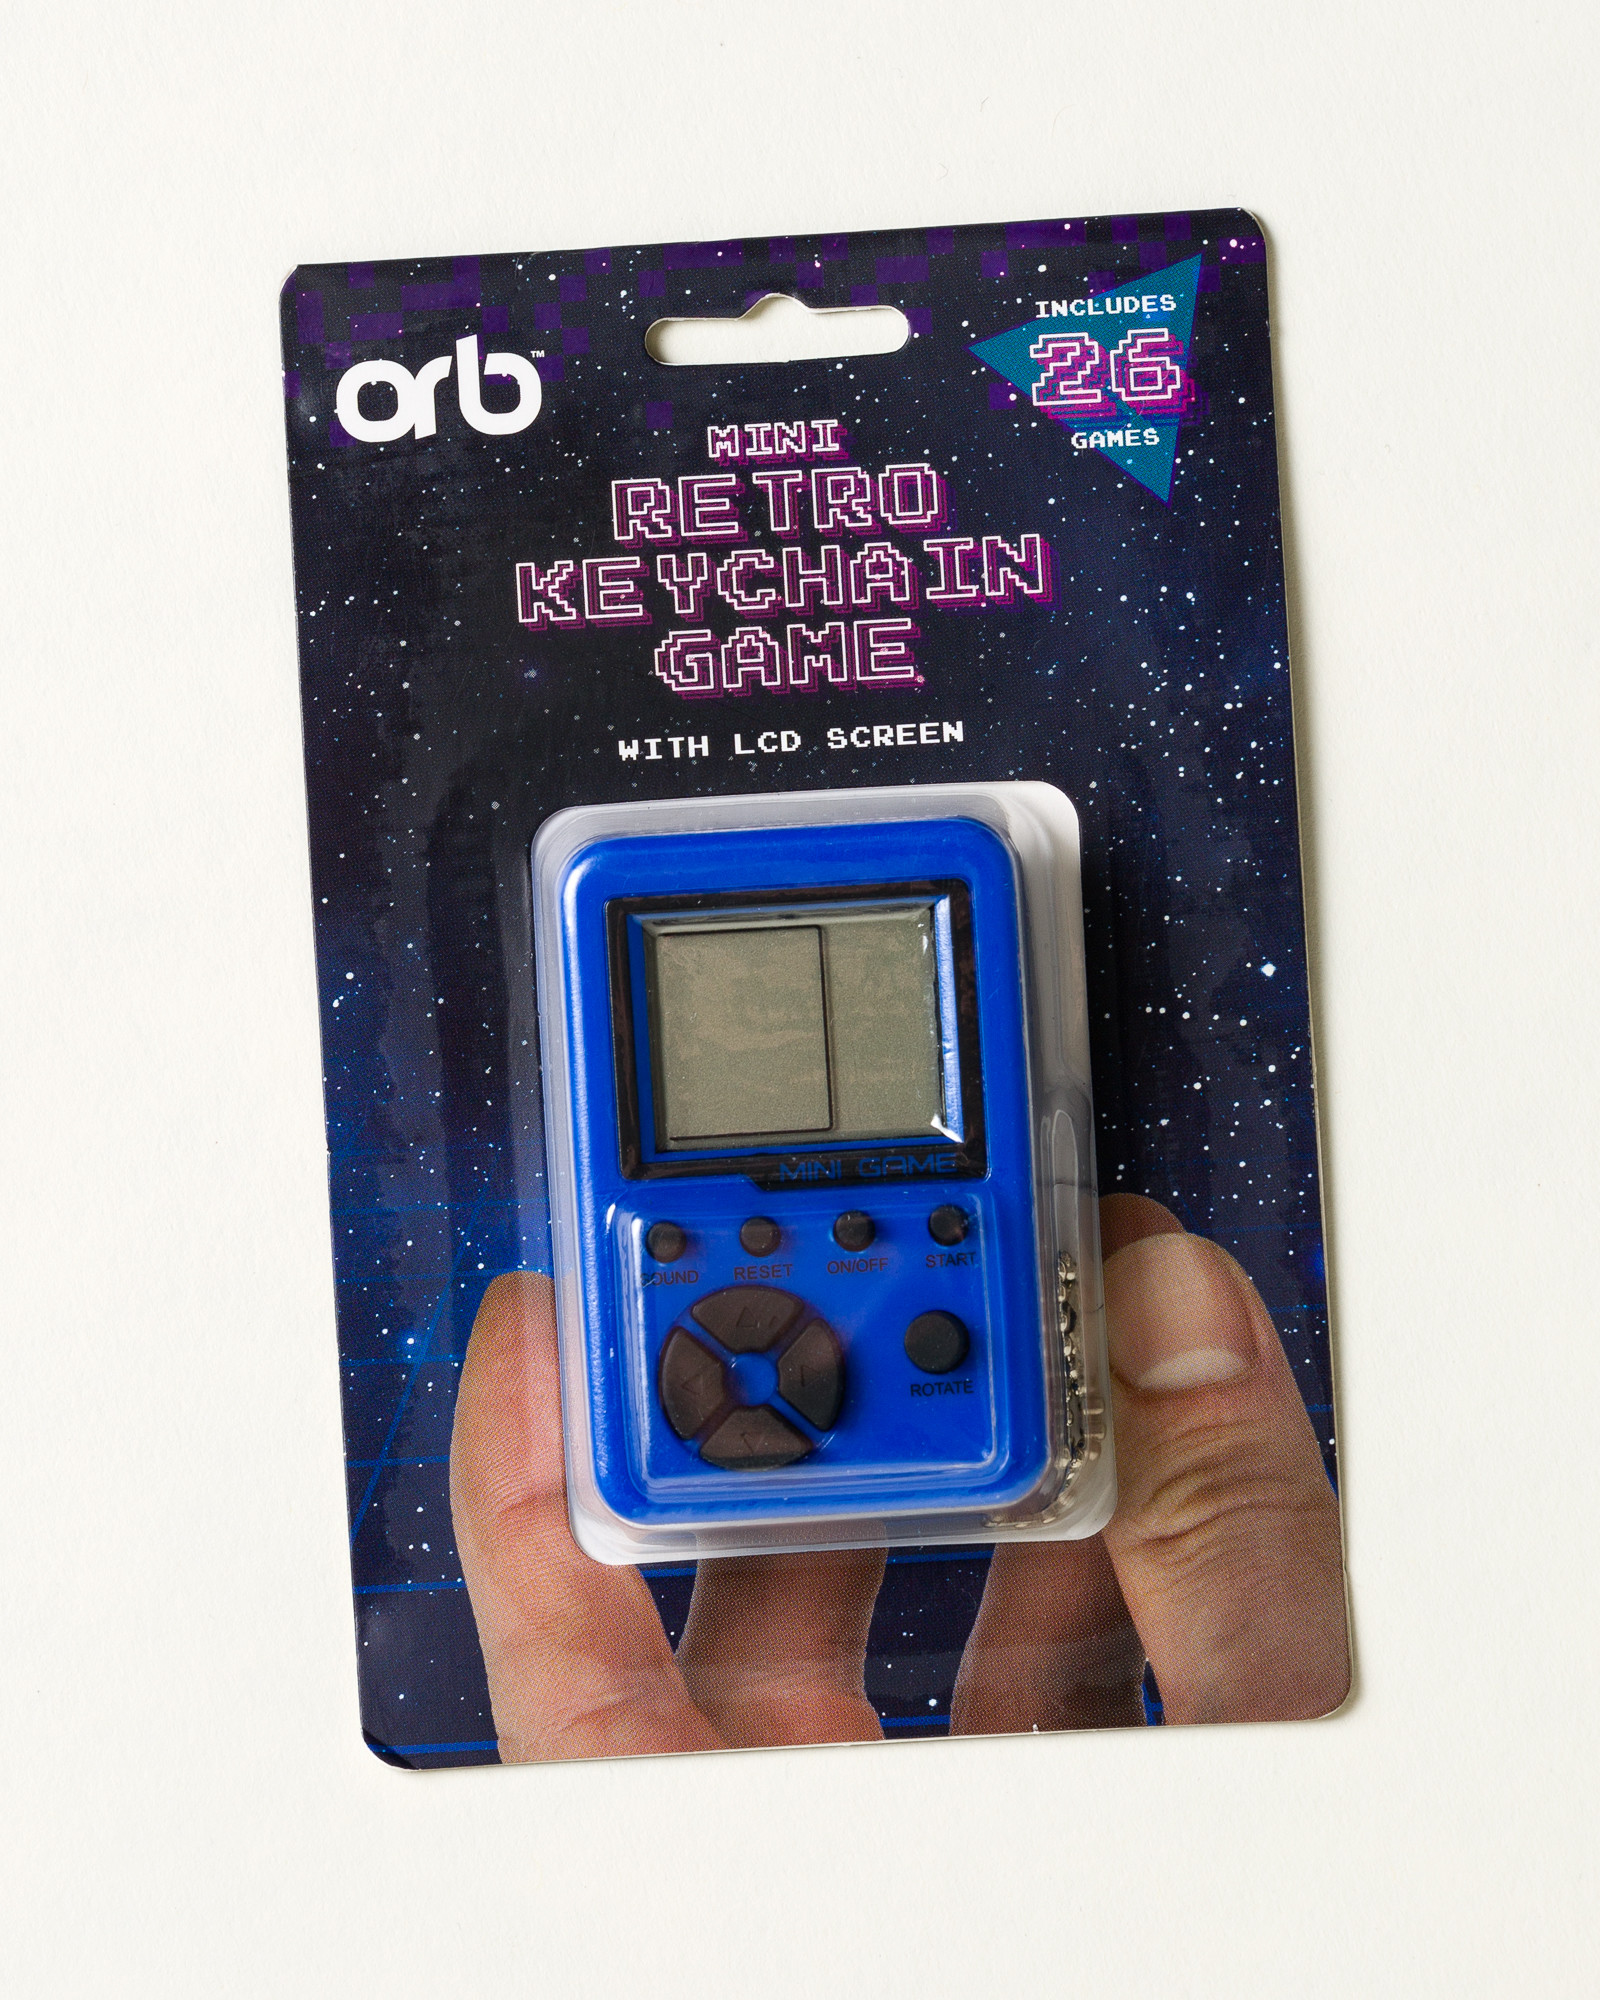 orb™
INCLUDES
26
GAMES
MINI
RETRO
KEYCHAIN
GAME
WITH LCD SCREEN
MINI GAME
SOUND RESET ON/OFF START
ROTATE